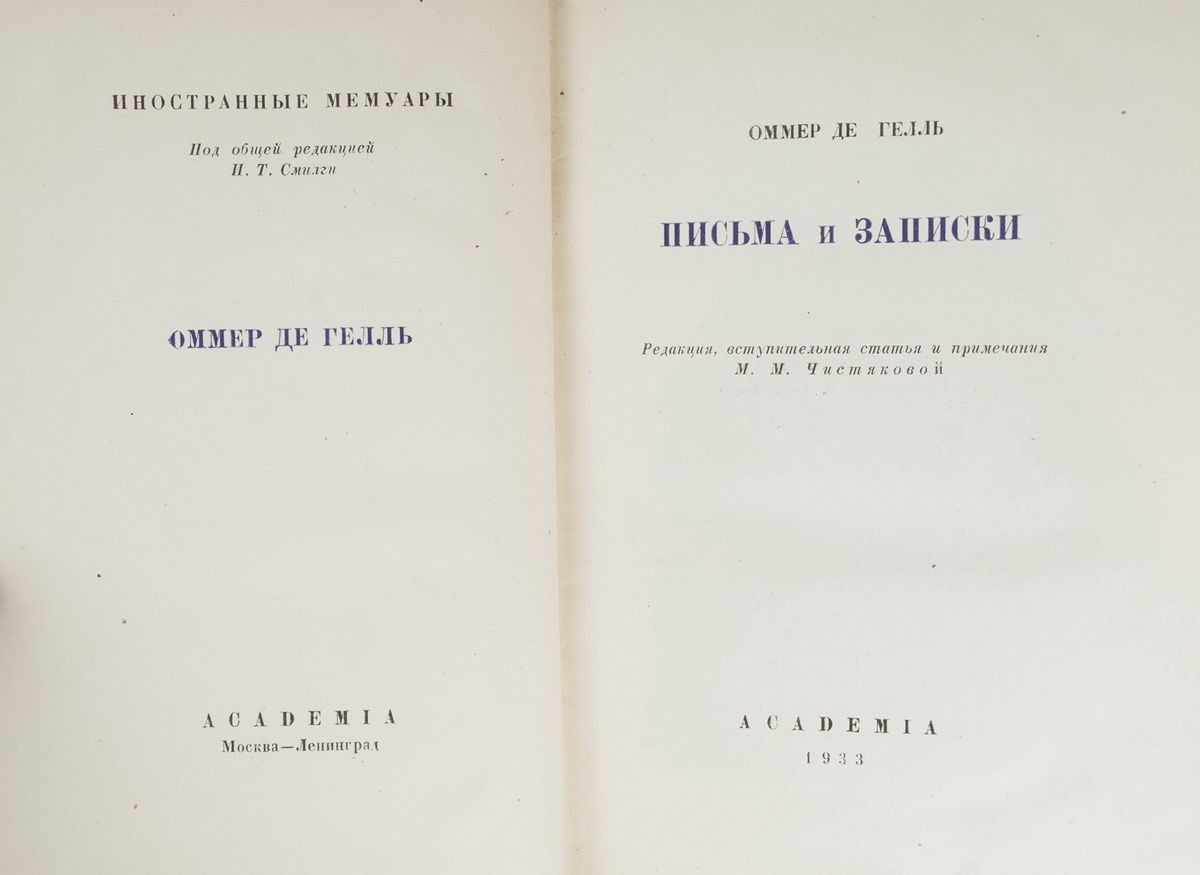 ИНОСТРАННЫЕ МЕМУАРЫ
Под общей редакцией
И. Т. Смилги
ОММЕР ДЕ ГЕЛЛЬ
ACADEMIA
Москва—Ленинград
ОММЕР ДЕ ГЕЛЛЬ
ПИСЬМА и ЗАПИСКИ
Редакция, вступительная статья и примечания
М. М. Чистяковой
ACADEMIA
1933